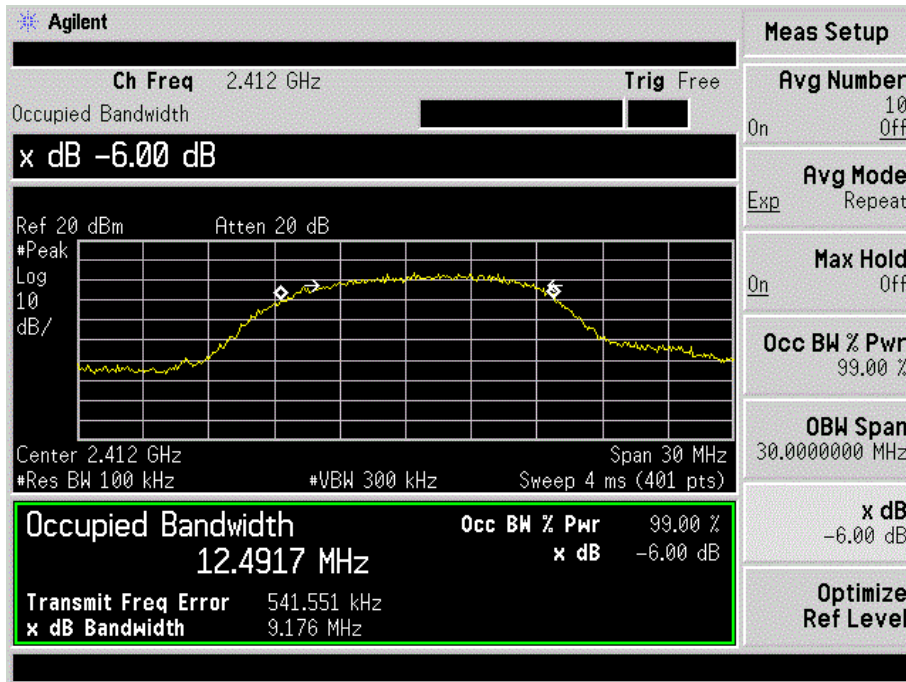 Agilent
Ch Freq 2.412 GHz Trig Free
Occupied Bandwidth
x dB -6.00 dB
Ref 20 dBm Atten 20 dB
#Peak
Log
10
dB/
Center 2.412 GHz Span 30 MHz
#Res BW 100 kHz #VBW 300 kHz Sweep 4 ms (401 pts)
Occupied Bandwidth
12.4917 MHz
Occ BW % Pwr 99.00 %
x dB -6.00 dB
Transmit Freq Error 541.551 kHz
x dB Bandwidth 9.176 MHz
Meas Setup
Avg Number
10
On Off
Avg Mode
Exp Repeat
Max Hold
On Off
Occ BW % Pwr
99.00 %
OBW Span
30.0000000 MHz
x dB
-6.00 dB
Optimize
Ref Level